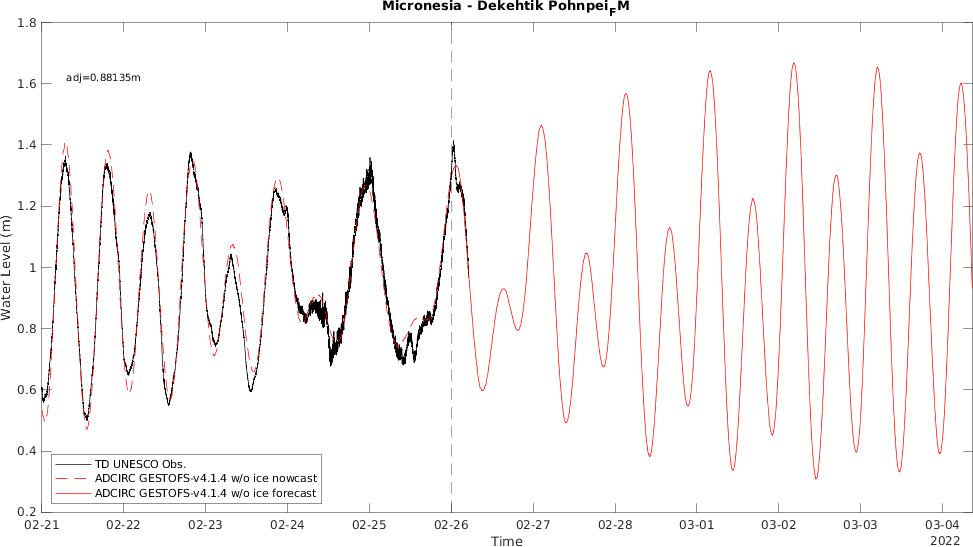 Micronesia - Dekehtik Pohnpei_FM
adj=0.88135m
Water Level (m)
1.8
1.6
1.4
1.2
1
0.8
0.6
0.4
0.2
TD UNESCO Obs.
ADCIRC GESTOFS-v4.1.4 w/o ice nowcast
ADCIRC GESTOFS-v4.1.4 w/o ice forecast
02-21 02-22 02-23 02-24 02-25 02-26 02-27 02-28 03-01 03-02 03-03 03-04
Time
2022